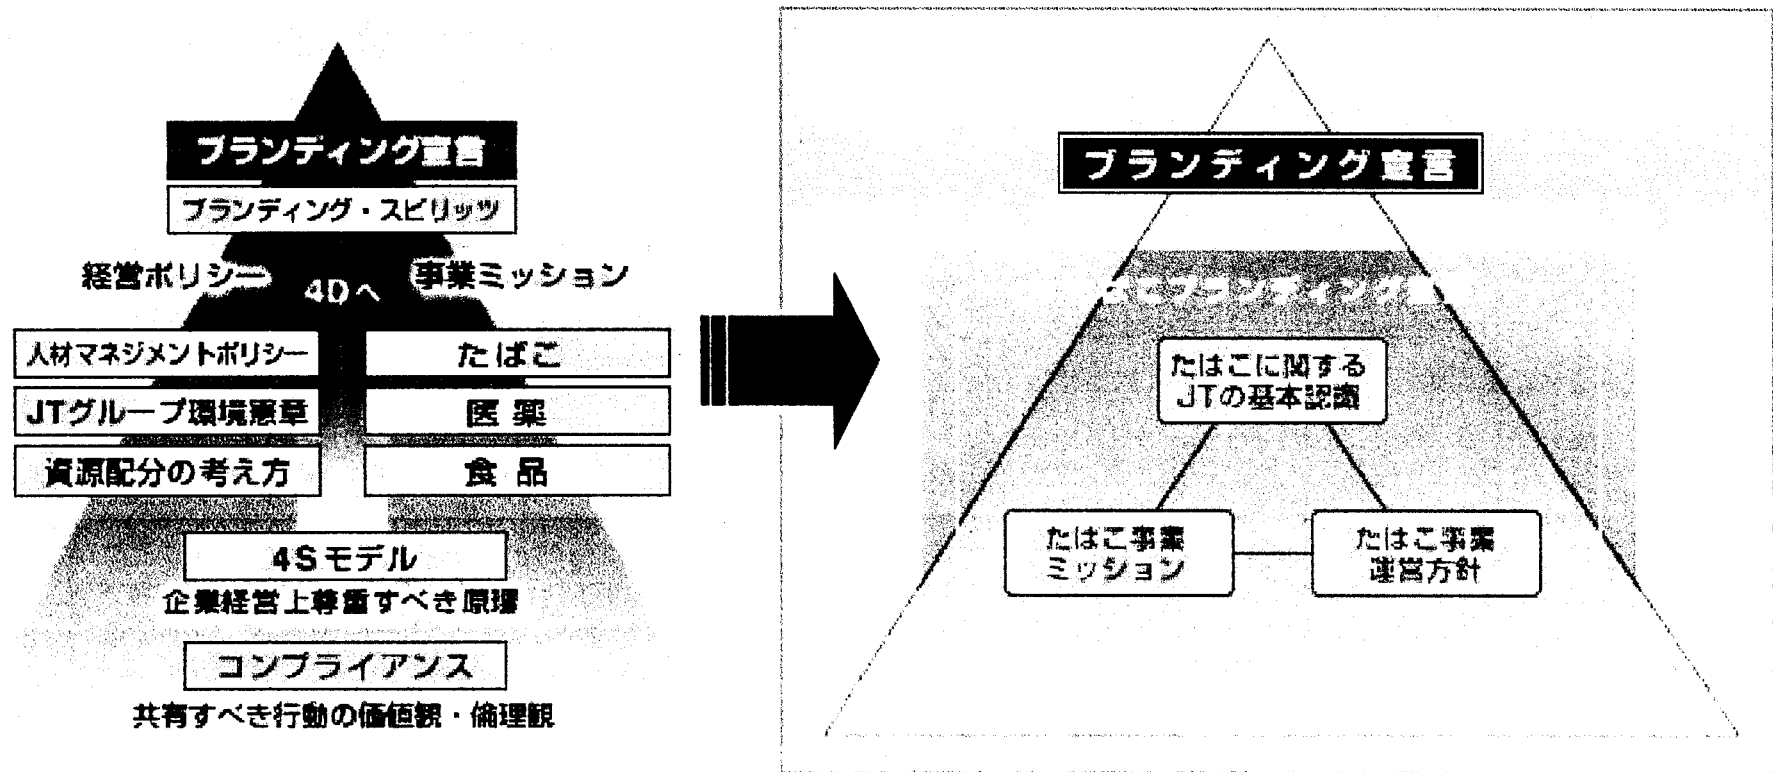 ブランディング宣言
ブランディング・スピリッツ
経営ポリシー
4Dへ
事業ミッション
人材マネジメントポリシー
たばこ
JTグループ環境憲章
医薬
資源配分の考え方
食品
4Sモデル
企業経営上尊重すべき原理
コンプライアンス
共有すべき行動の価値観・倫理観
ブランディング宣言
ブランディング
たばこに関する
JTの基本認識
たばこ事業
ミッション
たばこ事業
運営方針